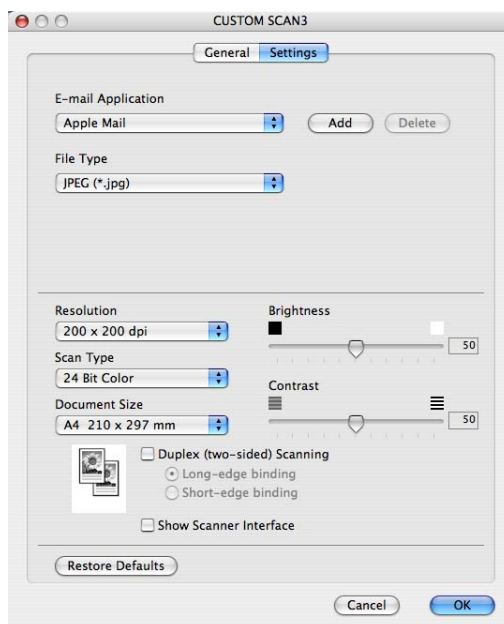 CUSTOM SCAN3
General Settings
E-mail Application
Apple Mail Add Delete
File Type
JPEG (*.jpg)
Resolution
200 x 200 dpi
Scan Type
24 Bit Color
Document Size
A4 210 x 297 mm
Brightness
50
Contrast
50
Duplex (two-sided) Scanning
Long-edge binding
Short-edge binding
Show Scanner Interface
Restore Defaults
Cancel OK